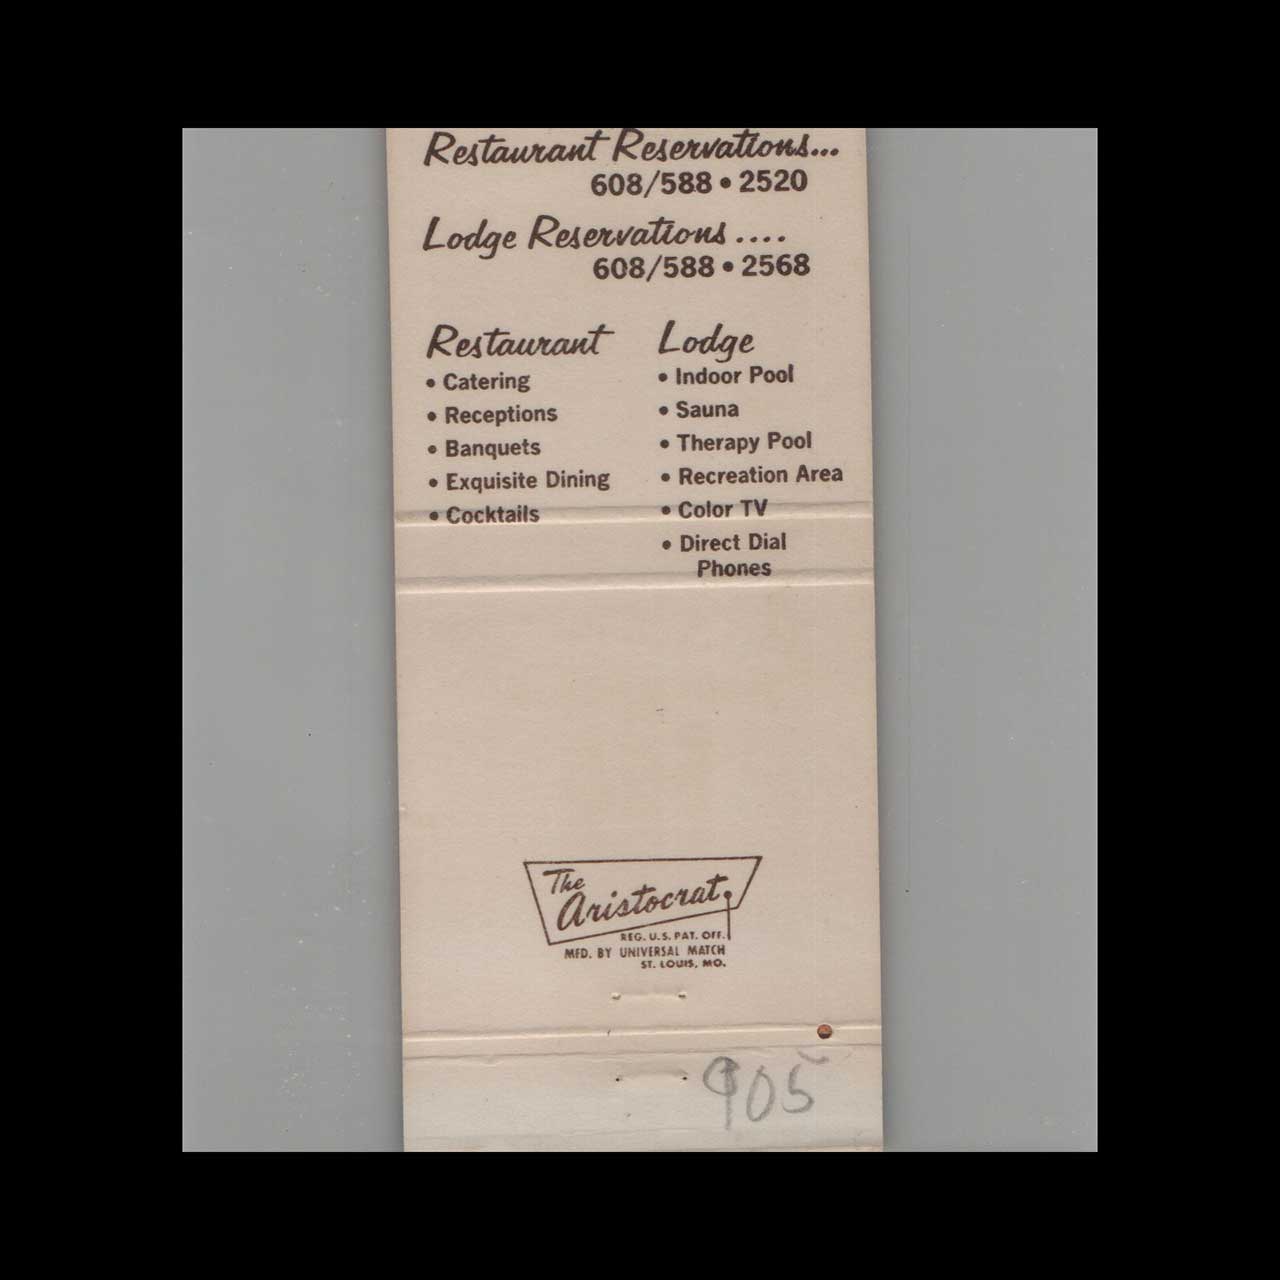 Restaurant Reservations...
608/588 • 2520
Lodge Reservations ....
608/588 • 2568
Restaurant
• Catering
• Receptions
• Banquets
• Exquisite Dining
• Cocktails
Lodge
• Indoor Pool
• Sauna
• Therapy Pool
• Recreation Area
• Color TV
• Direct Dial
Phones
The
Aristocrat
REG. U.S. PAT. OFF.
MFD. BY UNIVERSAL MATCH
ST. LOUIS, MO.
905